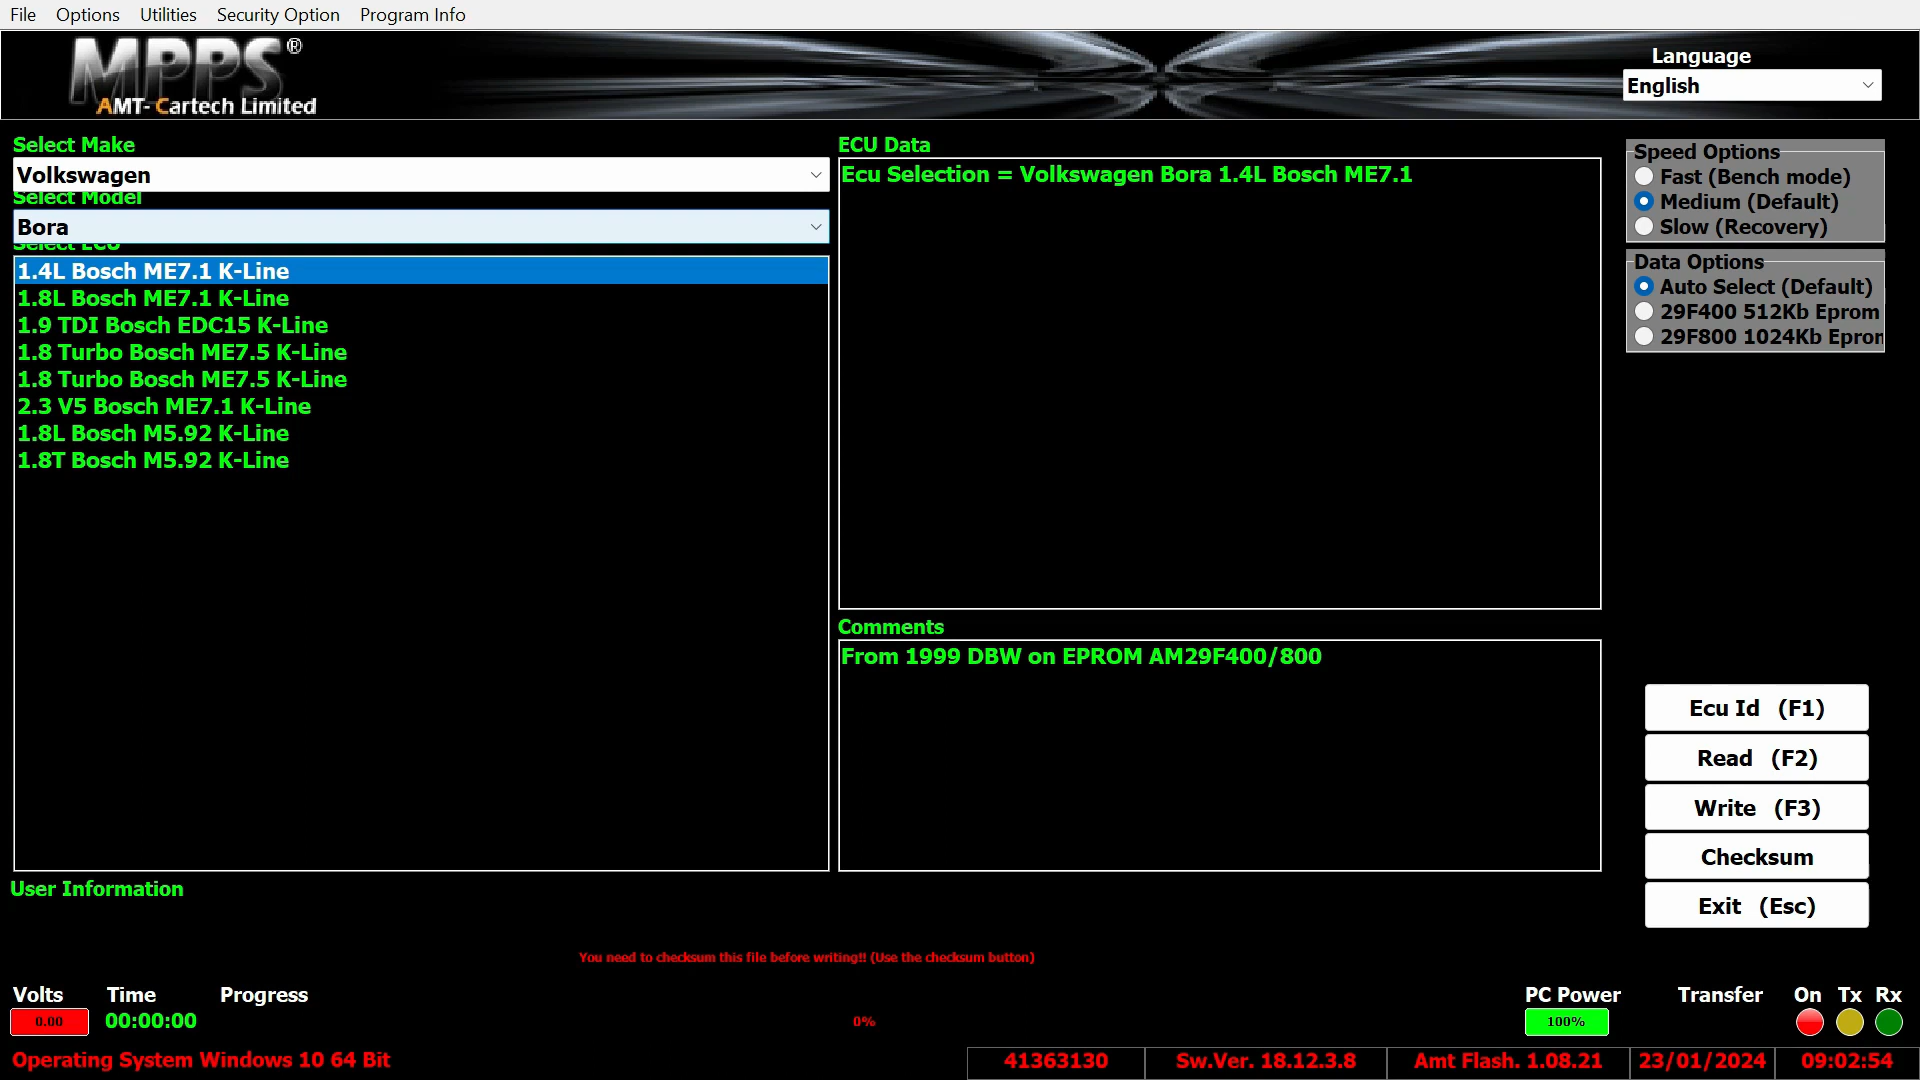 File Options Utilities Security Option Program Info
MPPS®
AMT- Cartech Limited
Language
English
Select Make
Volkswagen
Select Model
Bora
Select ECU
1.4L Bosch ME7.1 K-Line
1.8L Bosch ME7.1 K-Line
1.9 TDI Bosch EDC15 K-Line
1.8 Turbo Bosch ME7.5 K-Line
1.8 Turbo Bosch ME7.5 K-Line
2.3 V5 Bosch ME7.1 K-Line
1.8L Bosch M5.92 K-Line
1.8T Bosch M5.92 K-Line
ECU Data
Ecu Selection = Volkswagen Bora 1.4L Bosch ME7.1
Comments
From 1999 DBW on EPROM AM29F400/800
Speed Options
Fast (Bench mode)
Medium (Default)
Slow (Recovery)
Data Options
Auto Select (Default)
29F400 512Kb Eprom
29F800 1024Kb Epro
Ecu Id (F1)
Read (F2)
Write (F3)
Checksum
Exit (Esc)
User Information
You need to checksum this file before writing!! (Use the checksum button)
Volts Time Progress PC Power Transfer On Tx Rx
0.00 00:00:00 0% 100%
Operating System Windows 10 64 Bit 41363130 Sw.Ver. 18.12.3.8 Amt Flash. 1.08.21 23/01/2024 09:02:54